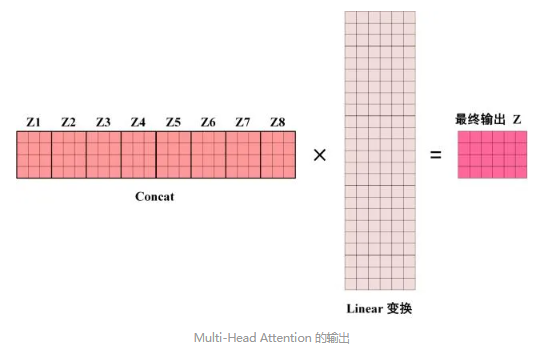 Z1 Z2 Z3 Z4 Z5 Z6 Z7 Z8
Concat
×
Linear 变换
=
最终输出 Z
Multi-Head Attention 的输出